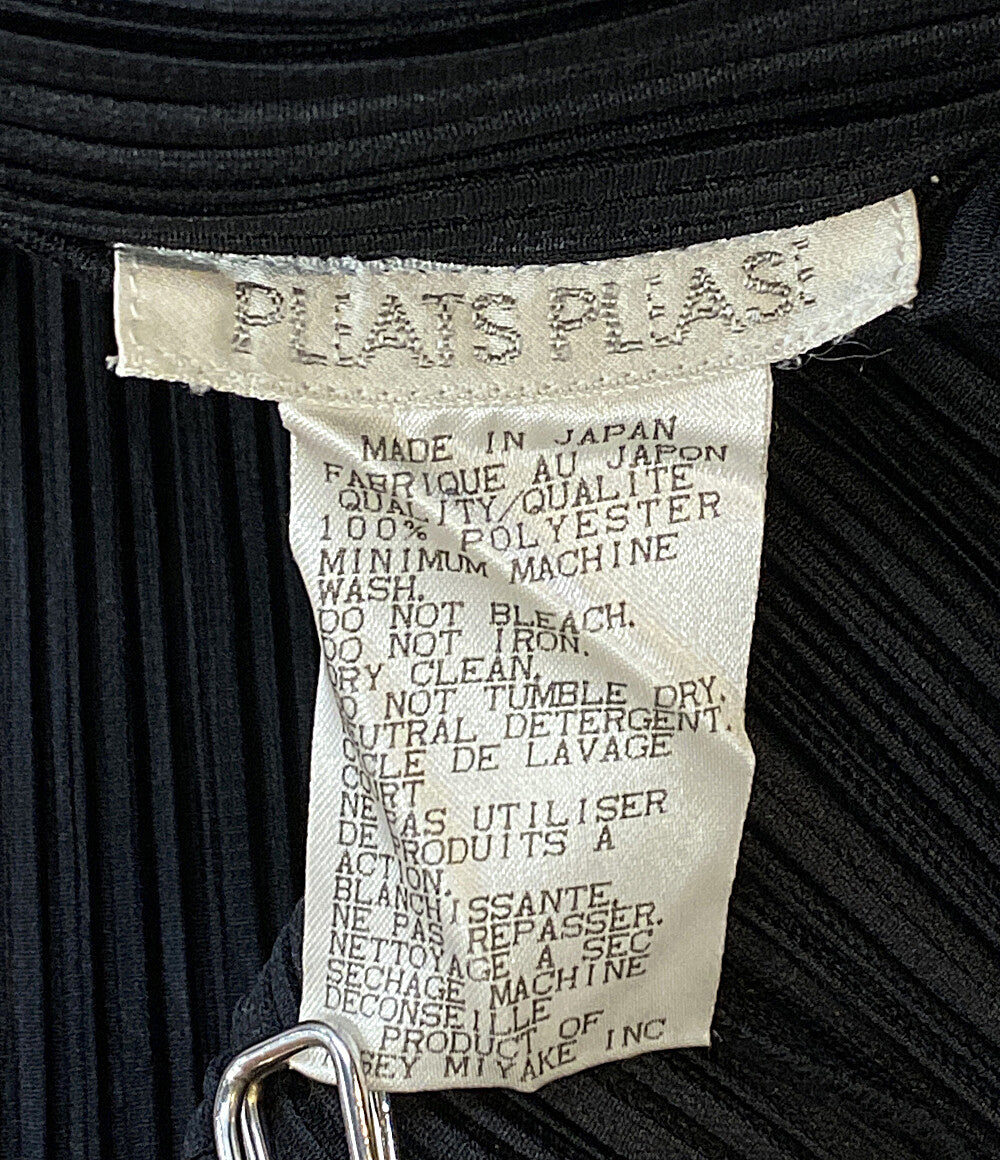 PLEATS PLEASE
MADE IN JAPAN
FABRIQUE AU JAPON
QUALITY/QUALITE
100% POLYESTER
MINIMUM MACHINE
WASH.
DO NOT BLEACH.
DO NOT IRON.
DRY CLEAN.
DO NOT TUMBLE DRY.
NEUTRAL DETERGENT.
CYCLE DE LAVAGE
COURT
NE PAS UTILISER
DE PRODUITS A
ACTION.
BLANCHISSANTE.
NE PAS REPASSER.
NETTOYAGE A SEC
SECHAGE MACHINE
DECONSEILLE
PRODUCT OF
ISSEY MIYAKE INC